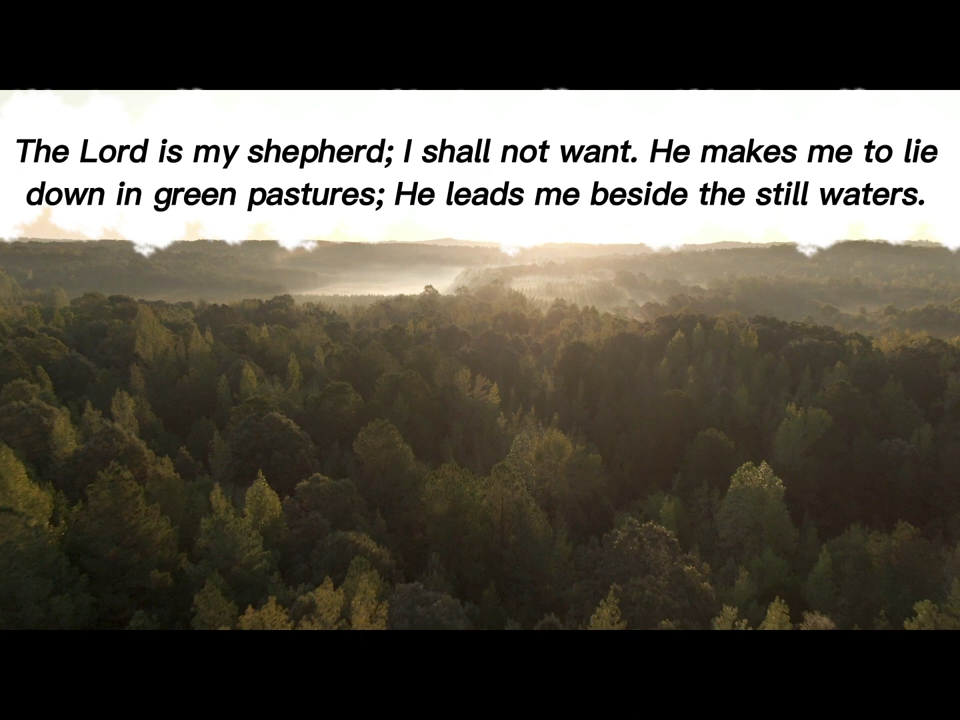 The Lord is my shepherd; I shall not want. He makes me to lie
down in green pastures; He leads me beside the still waters.